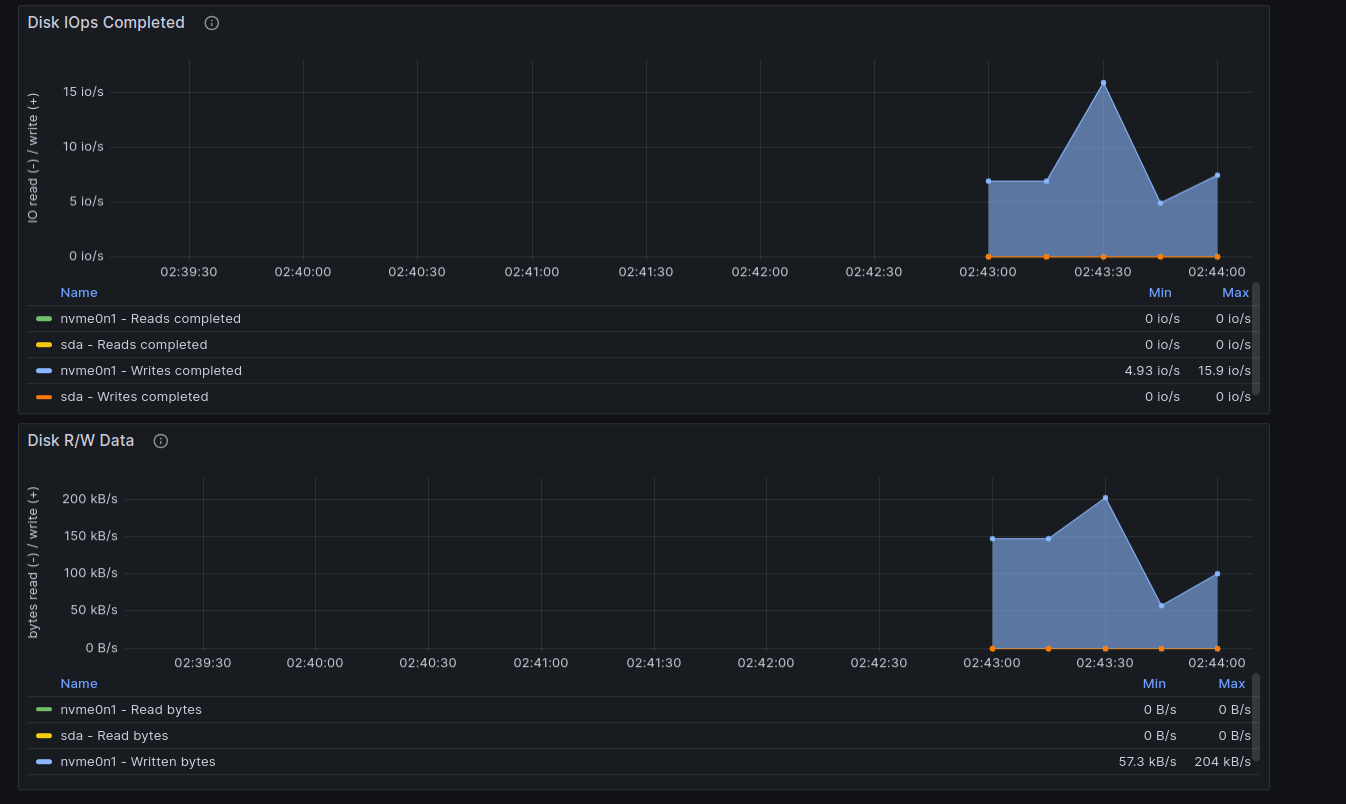 Disk IOps Completed
IO read (-) / write (+)
15 io/s
10 io/s
5 io/s
0 io/s
02:39:30 02:40:00 02:40:30 02:41:00 02:41:30 02:42:00 02:42:30 02:43:00 02:43:30 02:44:00
Name Min Max
nvme0n1 - Reads completed 0 io/s 0 io/s
sda - Reads completed 0 io/s 0 io/s
nvme0n1 - Writes completed 4.93 io/s 15.9 io/s
sda - Writes completed 0 io/s 0 io/s
Disk R/W Data
bytes read (-) / write (+)
200 kB/s
150 kB/s
100 kB/s
50 kB/s
0 B/s
02:39:30 02:40:00 02:40:30 02:41:00 02:41:30 02:42:00 02:42:30 02:43:00 02:43:30 02:44:00
Name Min Max
nvme0n1 - Read bytes 0 B/s 0 B/s
sda - Read bytes 0 B/s 0 B/s
nvme0n1 - Written bytes 57.3 kB/s 204 kB/s